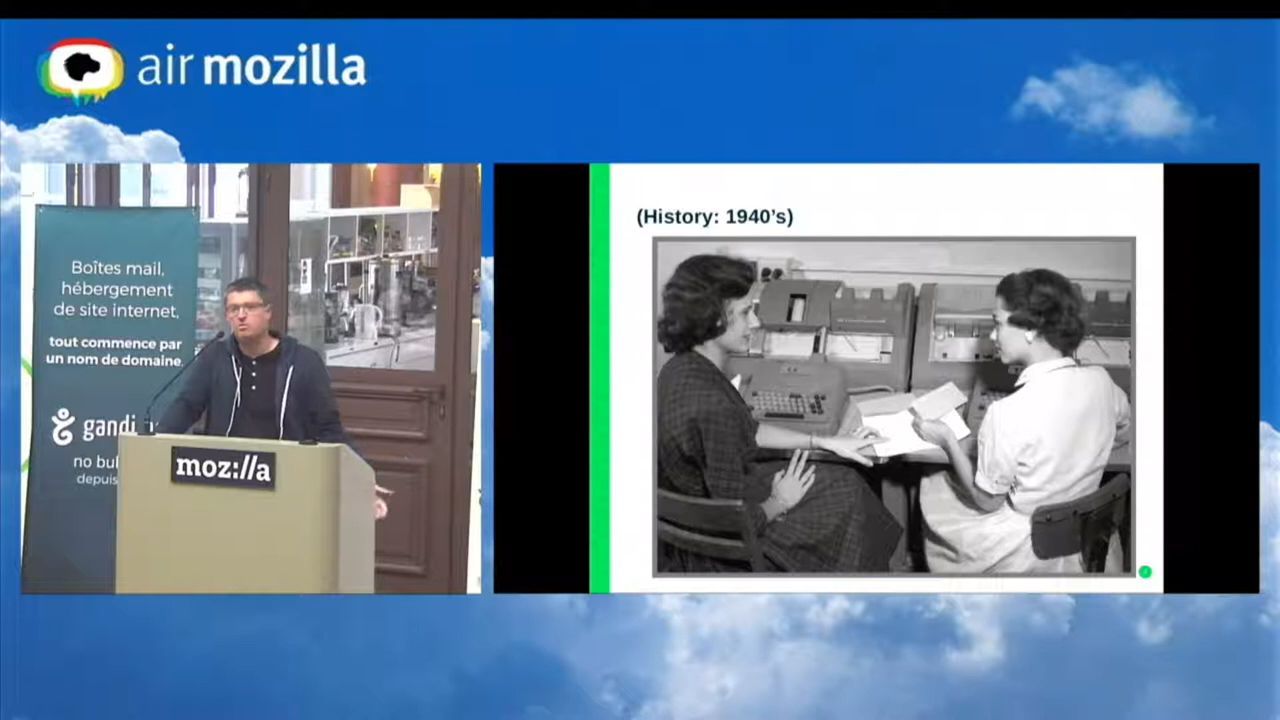 air mozilla
Boîtes mail,
hébergement
de site internet,
tout commence par
un nom de domaine.
gandi
no bul
depuis
moz://a
(History: 1940's)